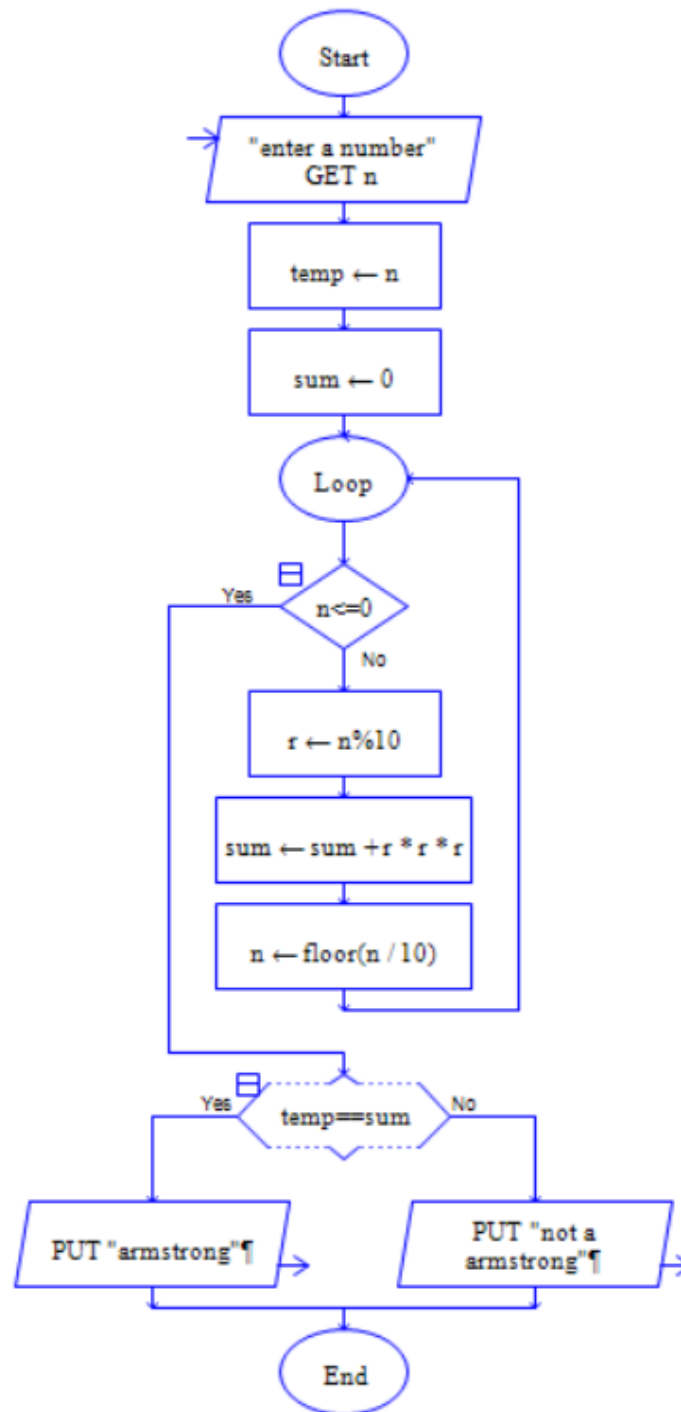 Start
"enter a number"
GET n
temp ← n
sum ← 0
Loop
Yes
n<=0
No
r ← n%10
sum ← sum +r * r * r
n ← floor(n / 10)
Yes
temp==sum
No
PUT "armstrong"¶
PUT "not a
armstrong"¶
End